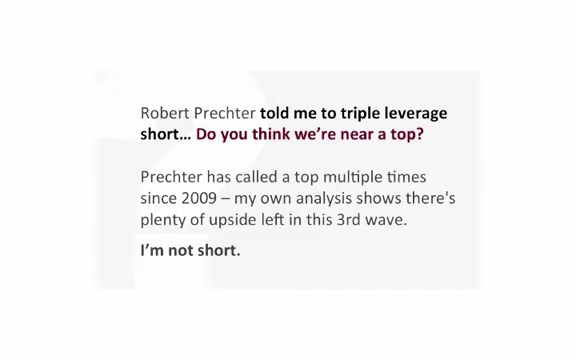 Robert Prechter told me to triple leverage
short... Do you think we're near a top?
Prechter has called a top multiple times
since 2009 – my own analysis shows there's
plenty of upside left in this 3rd wave.
I'm not short.